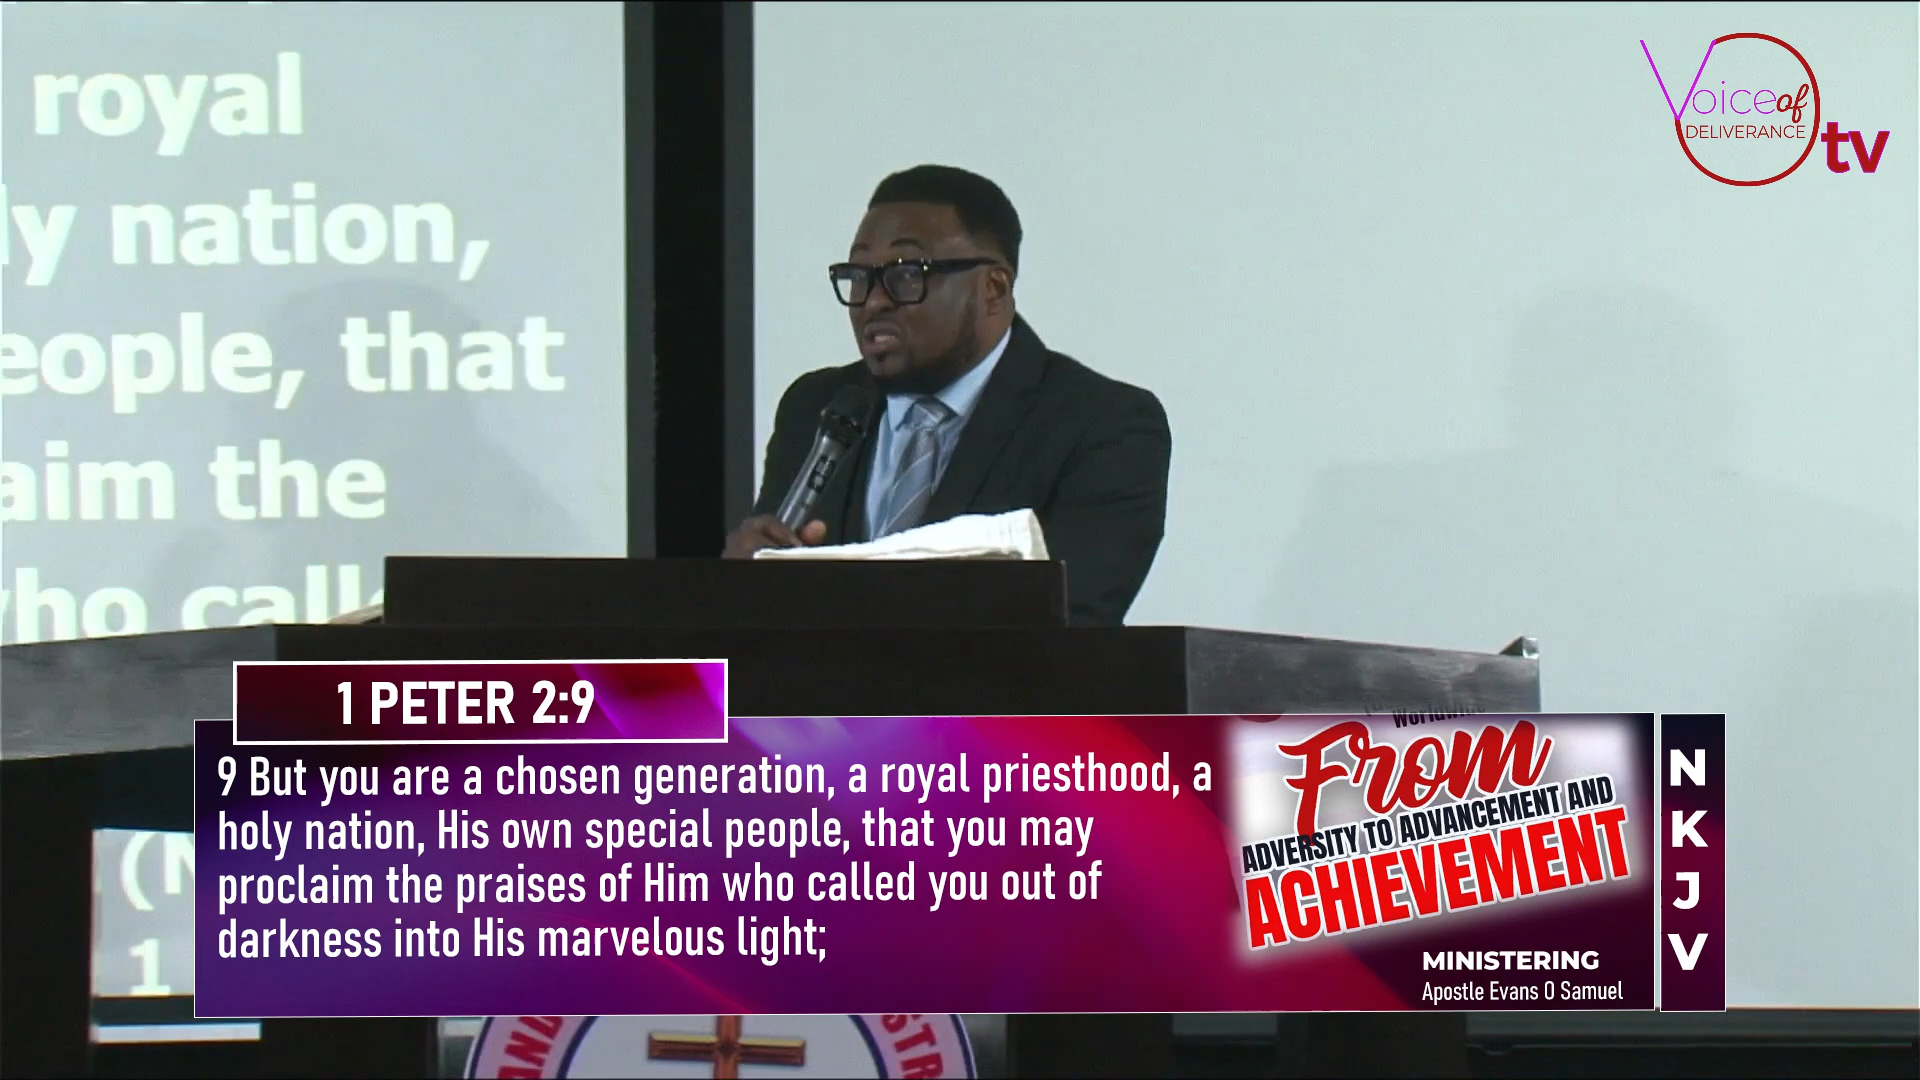 royal
nation,
that
the
Voice of
DELIVERANCE
tv
1 PETER 2:9
9 But you are a chosen generation, a royal priesthood, a
holy nation, His own special people, that you may
proclaim the praises of Him who called you out of
darkness into His marvelous light;
Worldwide
From
ADVERSITY TO ADVANCEMENT AND
ACHIEVEMENT
MINISTERING
Apostle Evans O Samuel
N
K
J
V
1